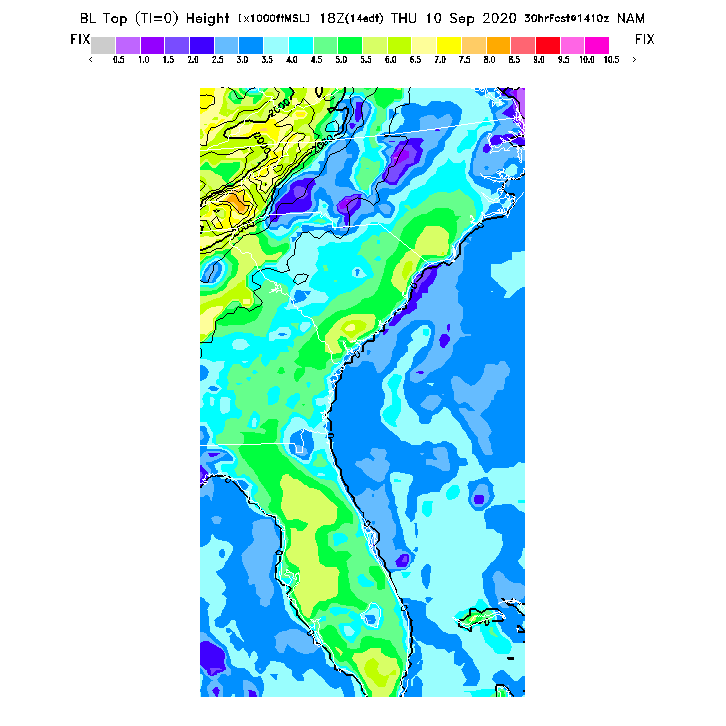 BL Top (TI=0) Height [x1000ftMSL] 18Z(14edt) THU 10 Sep 2020 30hrFcst@1410z NAM
FIX FIX
< 0.5 1.0 1.5 2.0 2.5 3.0 3.5 4.0 4.5 5.0 5.5 6.0 6.5 7.0 7.5 8.0 8.5 9.0 9.5 10.0 10.5 >
2000
2000